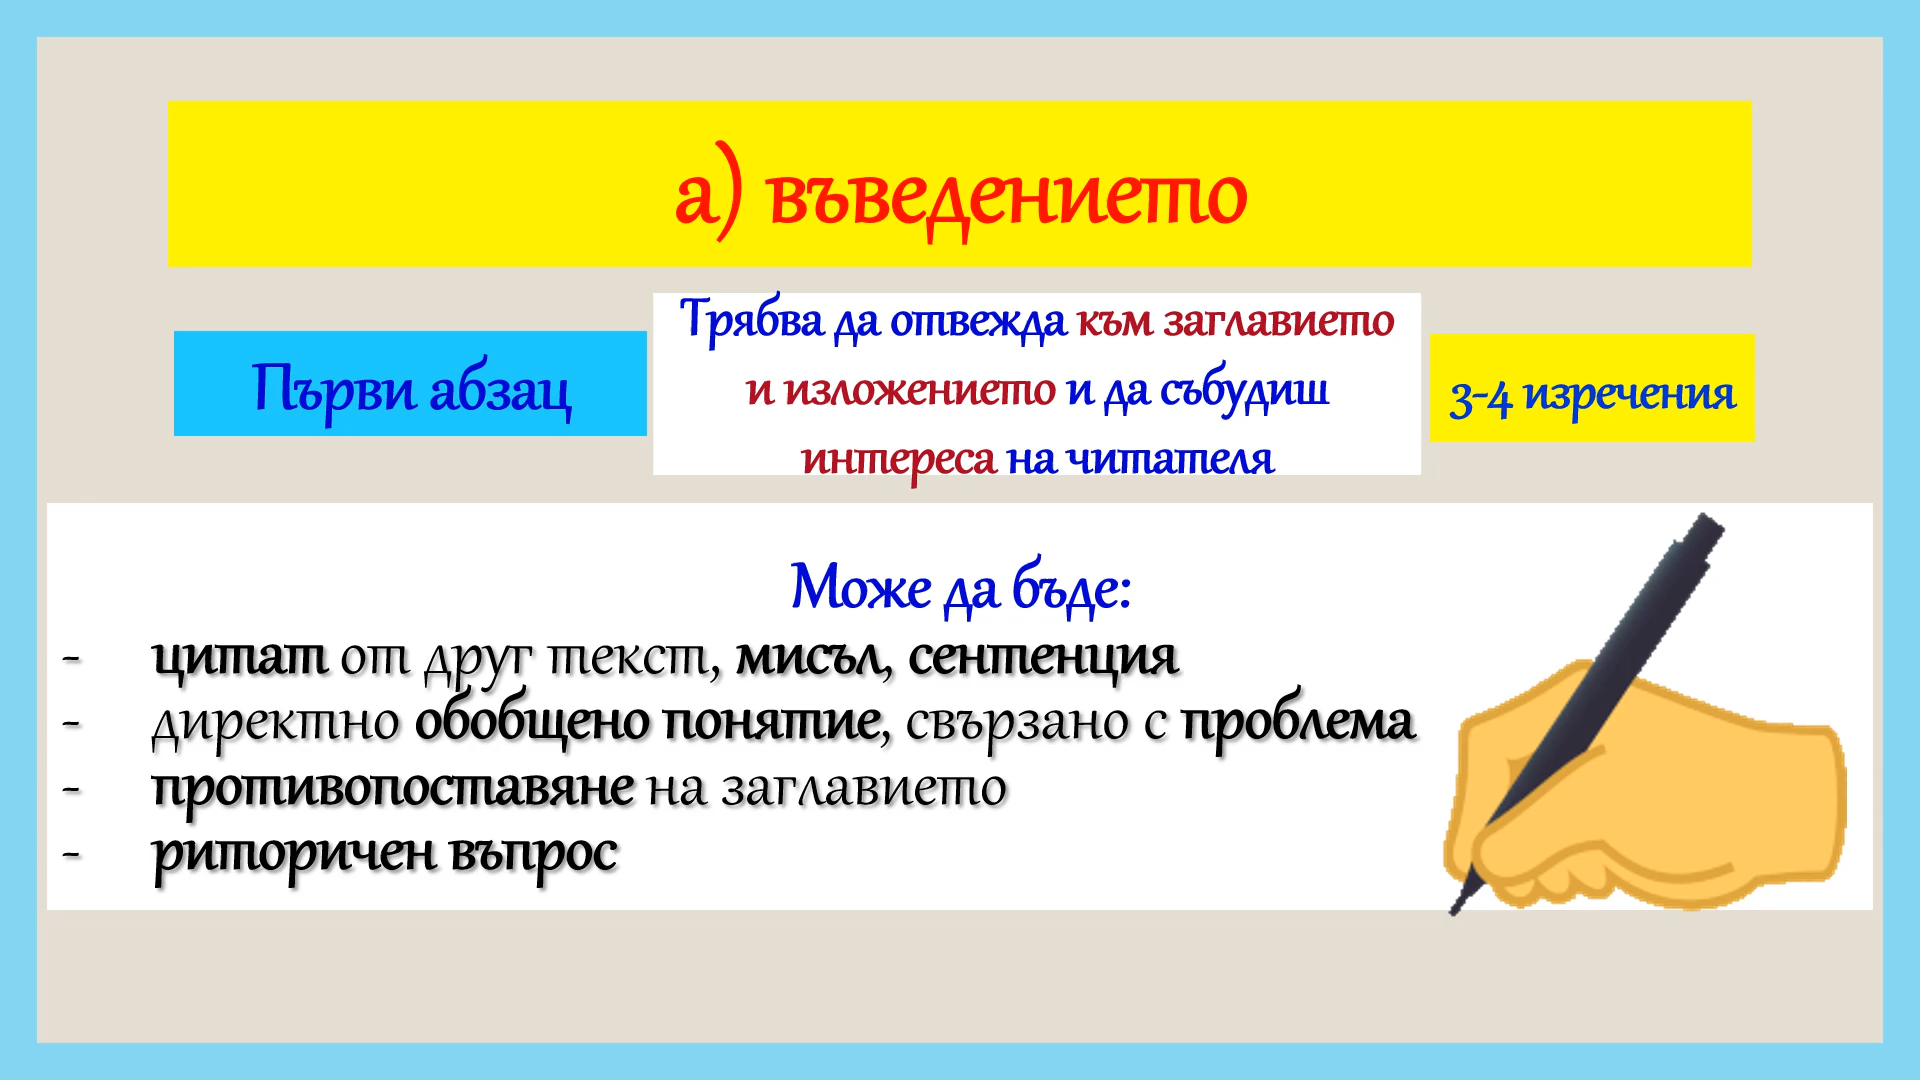 а) въведението
Първи абзац
Трябва да отвежда към заглавието
и изложението и да събудиш
интереса на читателя
3-4 изречения
Може да бъде:
- цитат от друг текст, мисъл, сентенция
- директно обобщено понятие, свързано с проблема
- противопоставяне на заглавието
- риторичен въпрос